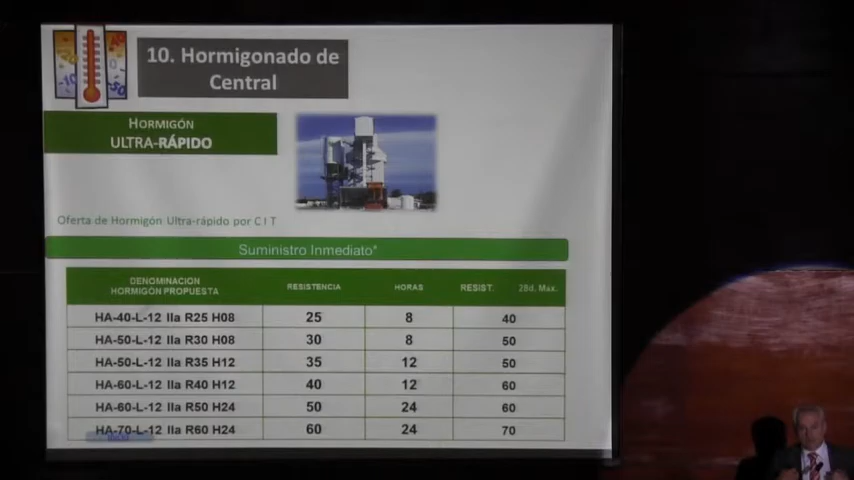 10. Hormigonado de
Central
HORMIGÓN
ULTRA-RÁPIDO
Oferta de Hormigón Ultra-rápido por C I T
Suministro Inmediato*
DENOMINACION
HORMIGÓN PROPUESTA
RESISTENCIA
HORAS
RESIST. 28d. Max.
HA-40-L-12 IIa R25 H08 25 8 40
HA-50-L-12 IIa R30 H08 30 8 50
HA-50-L-12 IIa R35 H12 35 12 50
HA-60-L-12 IIa R40 H12 40 12 60
HA-60-L-12 IIa R50 H24 50 24 60
HA-70-L-12 IIa R60 H24 60 24 70